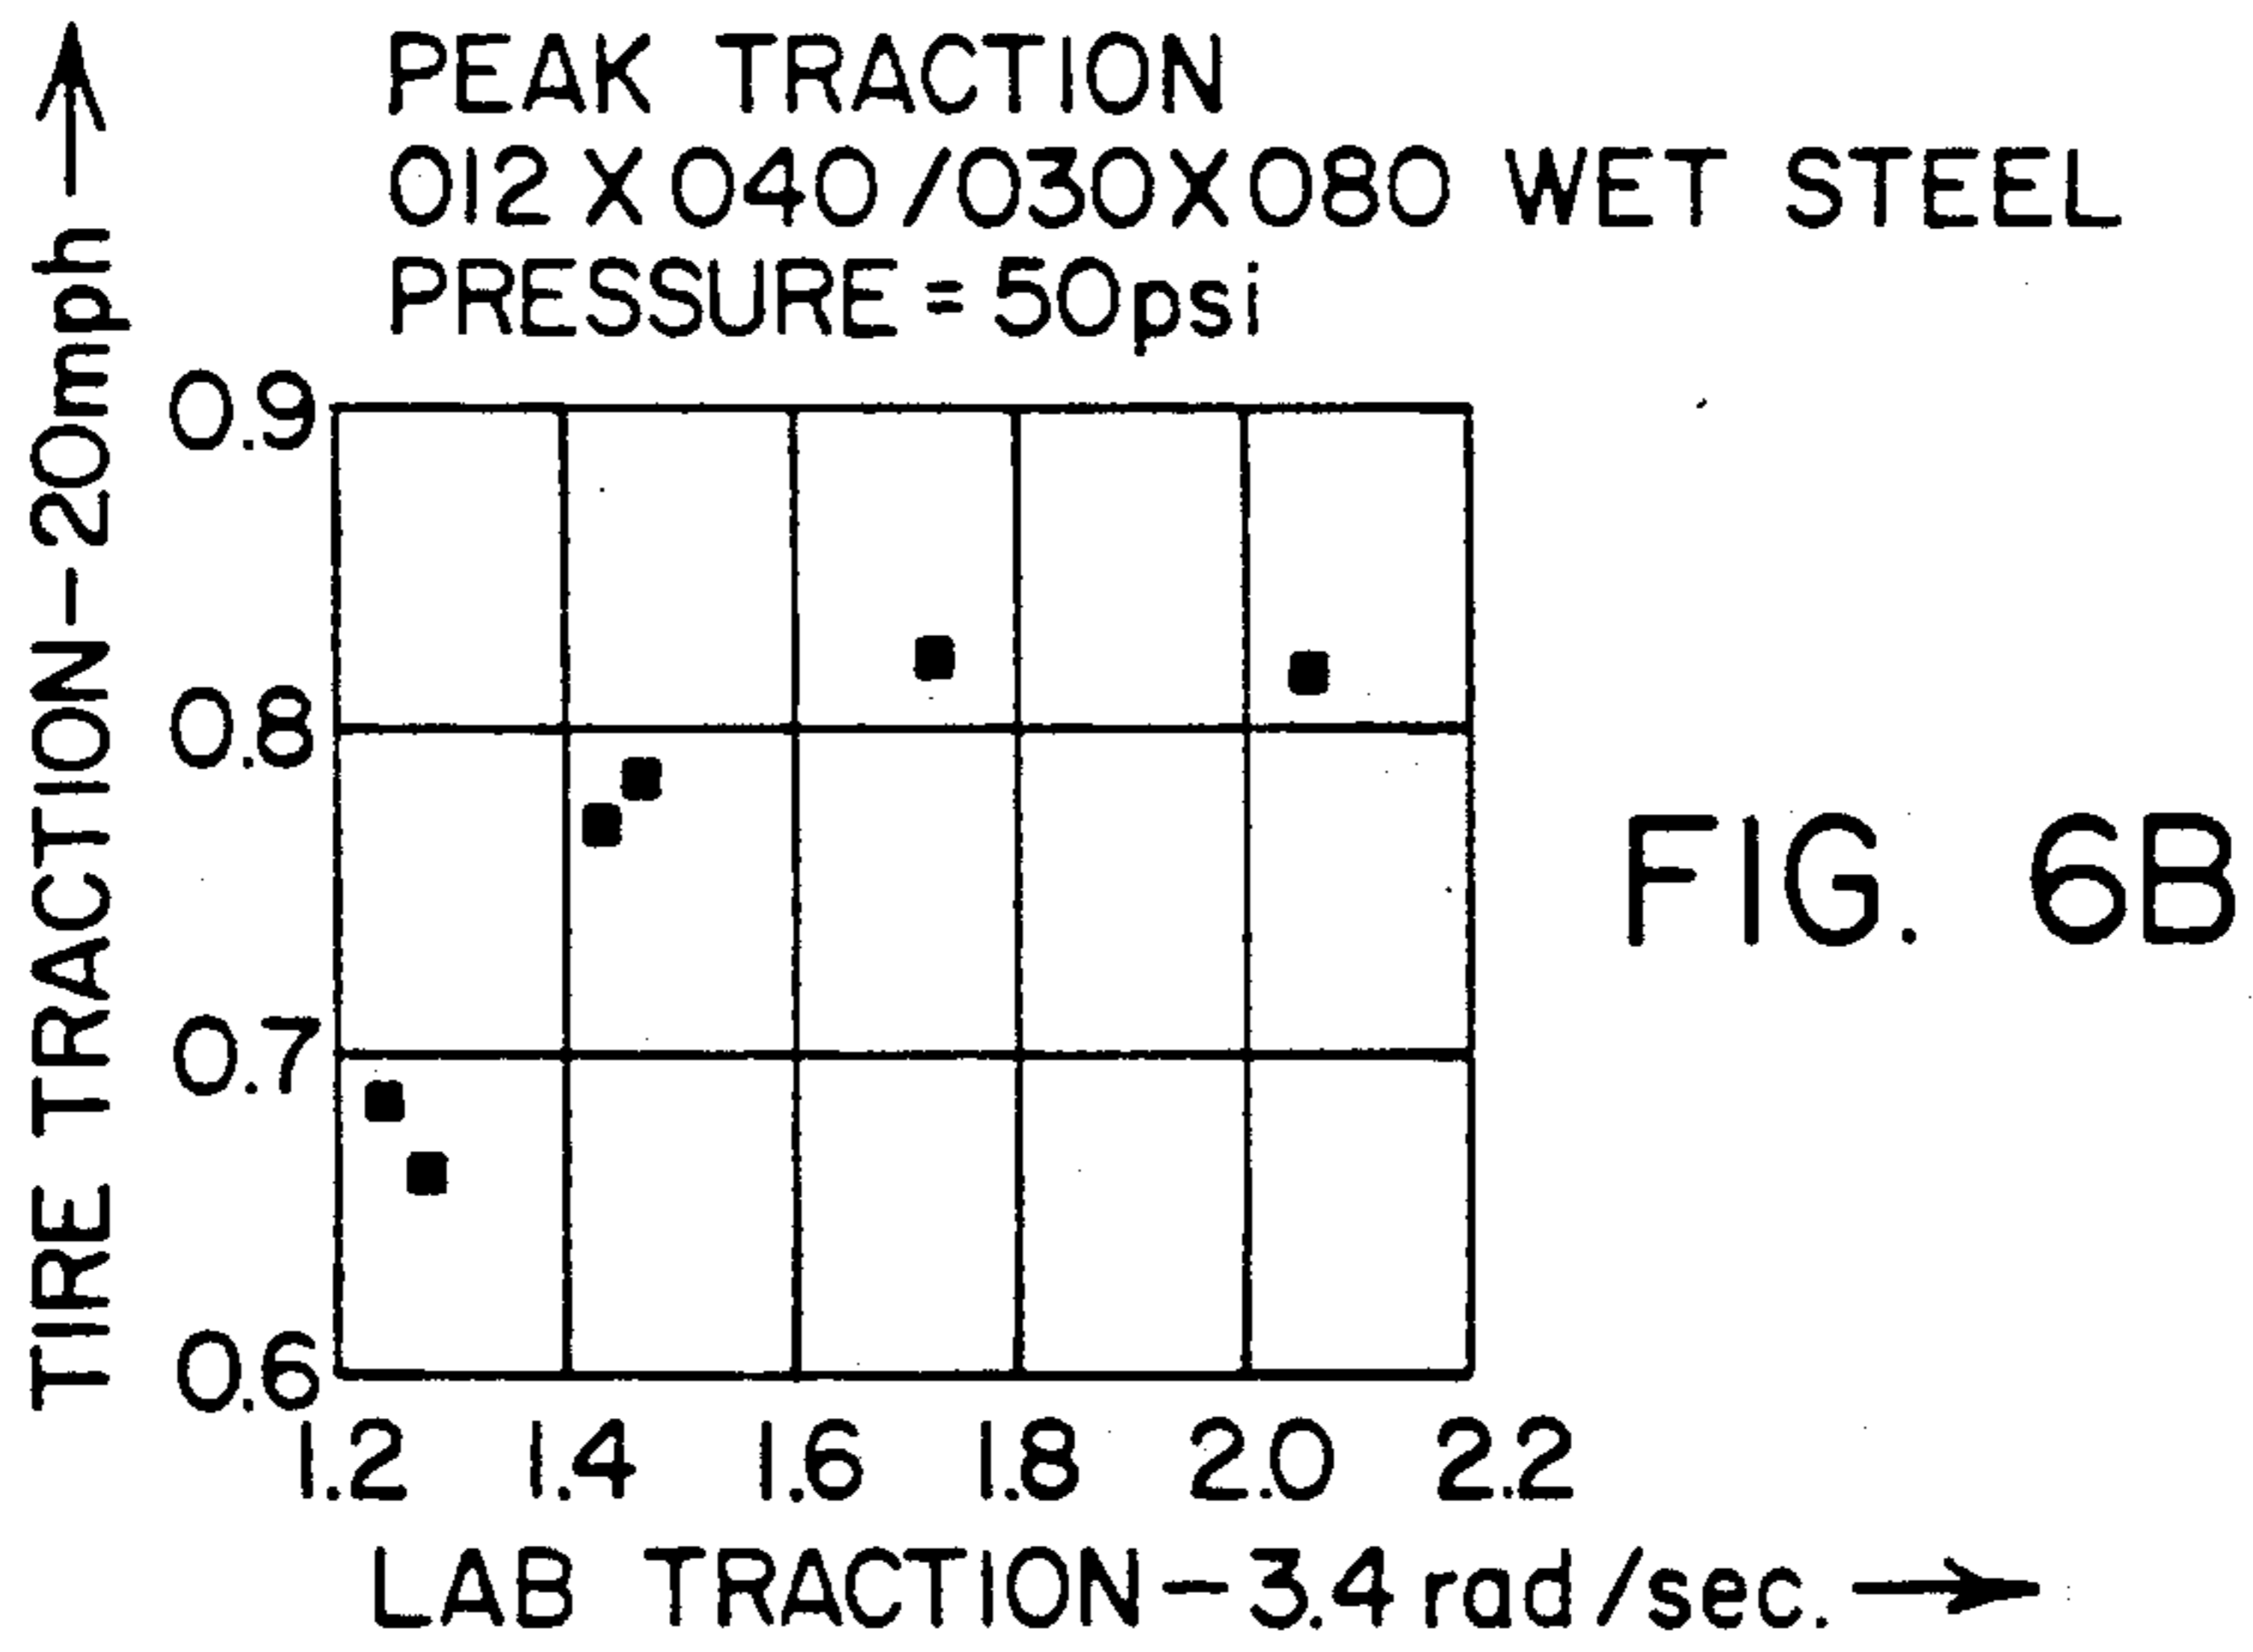 PEAK TRACTION
012 X 040/030X080 WET STEEL
PRESSURE = 50psi
TIRE TRACTION-20mph
0.9
0.8
0.7
0.6
1.2 1.4 1.6 1.8 2.0 2.2
LAB TRACTION-3.4 rad/sec.
FIG. 6B